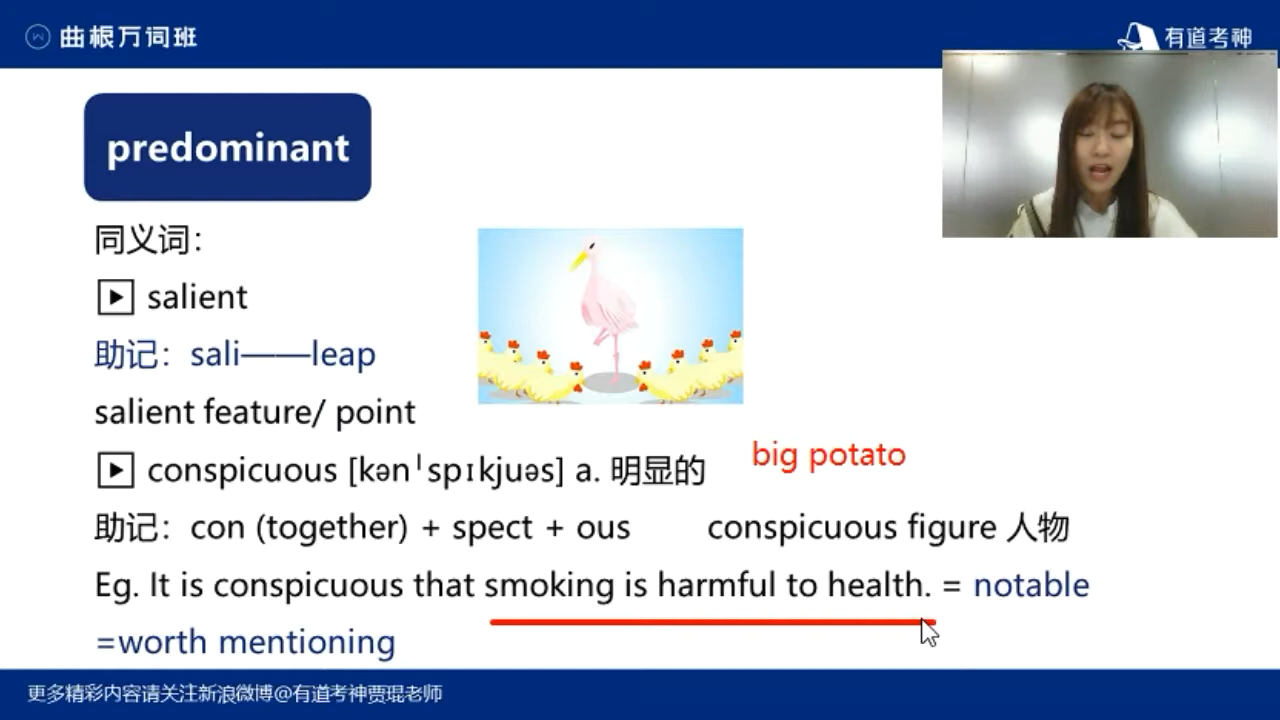 曲根万词班
有道考神
predominant
同义词：
salient
助记：sali——leap
salient feature/ point
conspicuous [kənˈspɪkjuəs] a. 明显的
big potato
助记：con (together) + spect + ous conspicuous figure 人物
Eg. It is conspicuous that smoking is harmful to health. = notable
=worth mentioning
更多精彩内容请关注新浪微博@有道考神贾琨老师